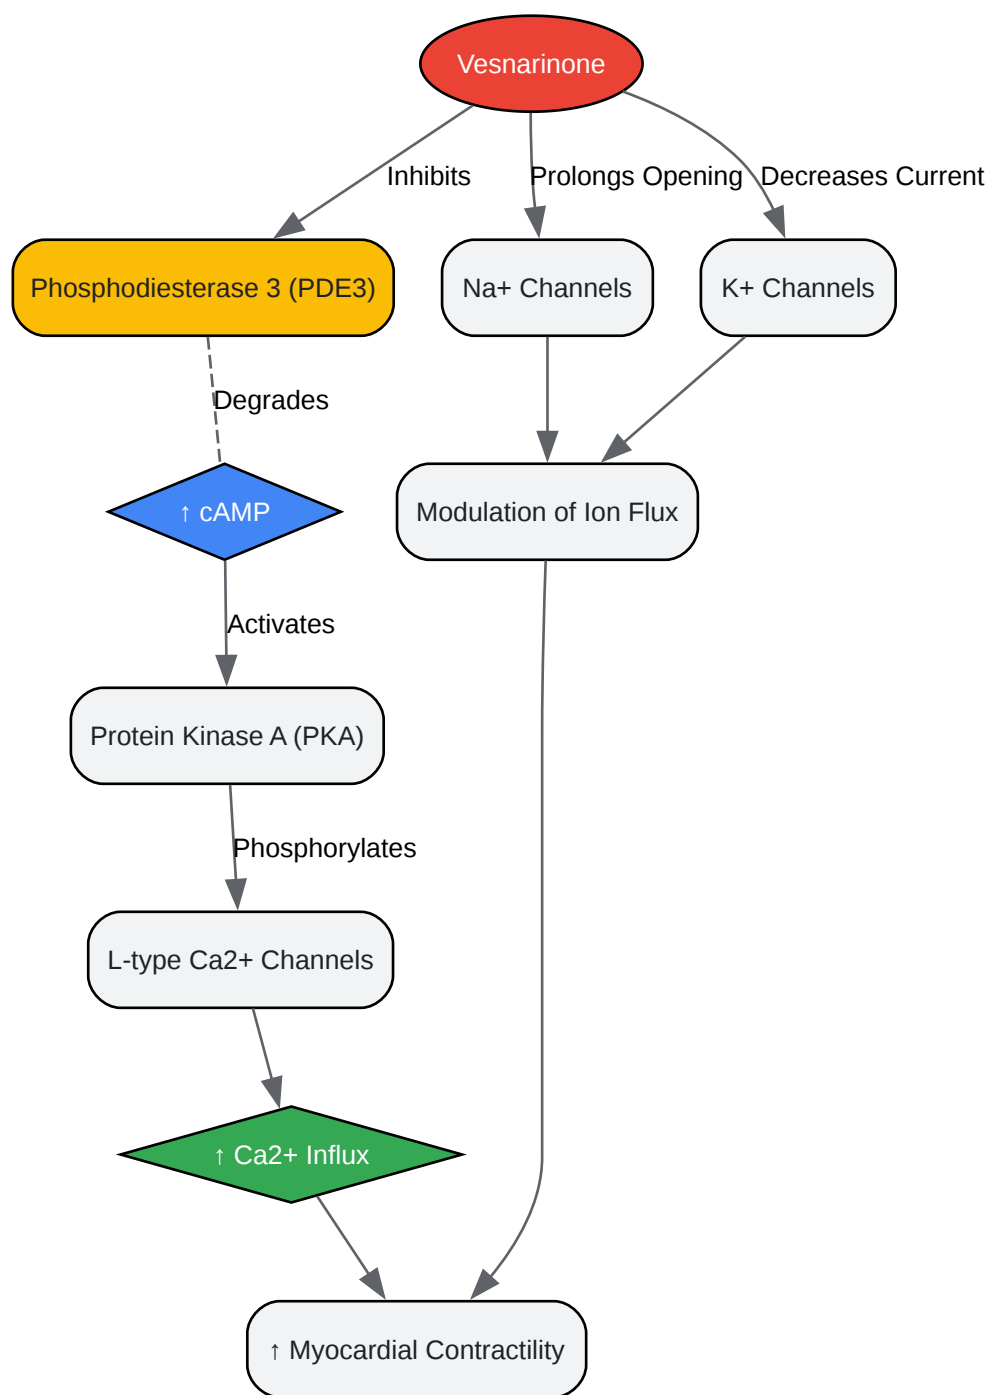 Vesnarinone
Inhibits
Prolongs Opening
Decreases Current
Phosphodiesterase 3 (PDE3)
Na+ Channels
K+ Channels
Degrades
↑ cAMP
Modulation of Ion Flux
Activates
Protein Kinase A (PKA)
Phosphorylates
L-type Ca2+ Channels
↑ Ca2+ Influx
↑ Myocardial Contractility